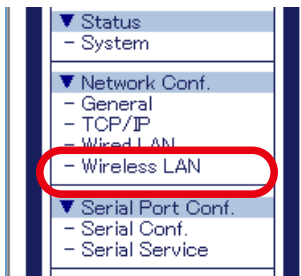 ▼ Status
- System
▼ Network Conf.
- General
- TCP/IP
- Wired LAN
- Wireless LAN
▼ Serial Port Conf.
- Serial Conf.
- Serial Service